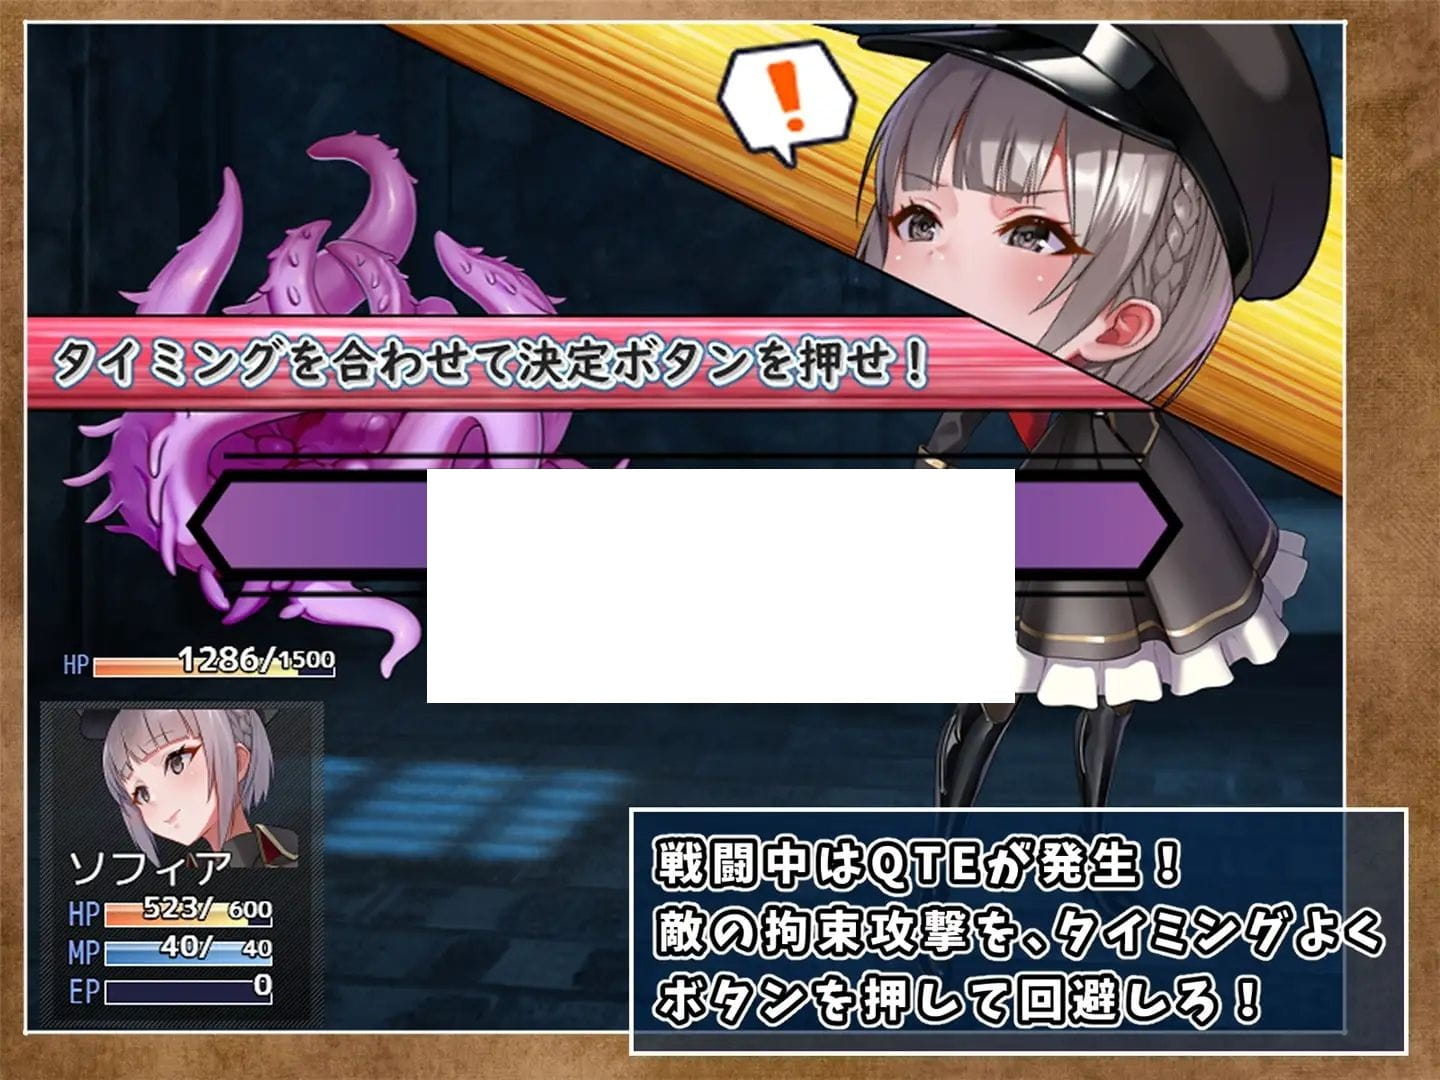 !
タイミングを合わせて決定ボタンを押せ!
HP 1286/1500
ソフィア
HP 523/ 600
MP 40/ 40
EP 0
戦闘中はQTEが発生!
敵の拘束攻撃を、タイミングよく
ボタンを押して回避しろ!